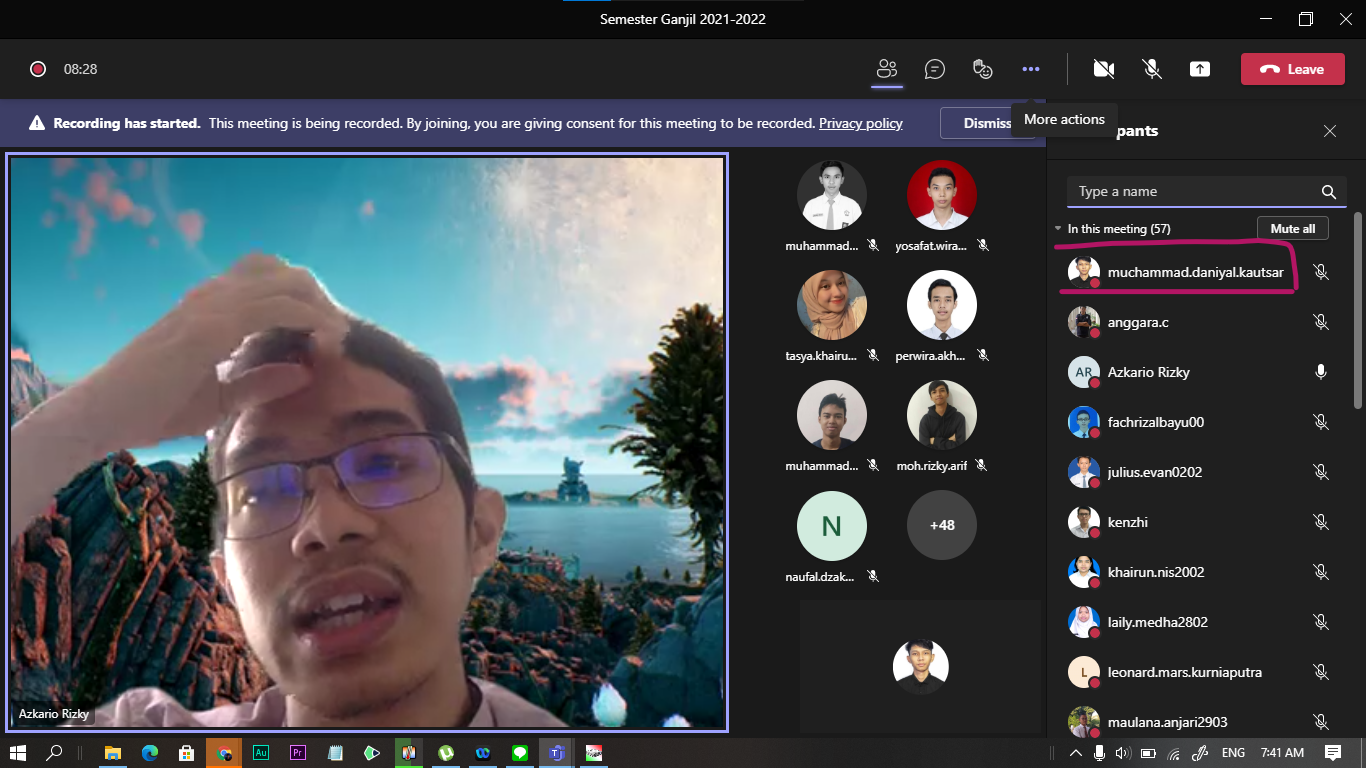 Semester Ganjil 2021-2022
08:28
Leave
Recording has started. This meeting is being recorded. By joining, you are giving consent for this meeting to be recorded. Privacy policy
Dismiss
More actions
pants
Type a name
In this meeting (57)
Mute all
muchammad.daniyal.kautsar
anggara.c
AR
Azkario Rizky
fachrizalbayu00
julius.evan0202
kenzhi
khairun.nis2002
laily.medha2802
L
leonard.mars.kurniaputra
maulana.anjari2903
muhammad...
yosafat.wira...
tasya.khairu...
perwira.akh...
muhammad...
moh.rizky.arif
N
+48
naufal.dzak...
Azkario Rizky
Au
Pr
ENG
7:41 AM